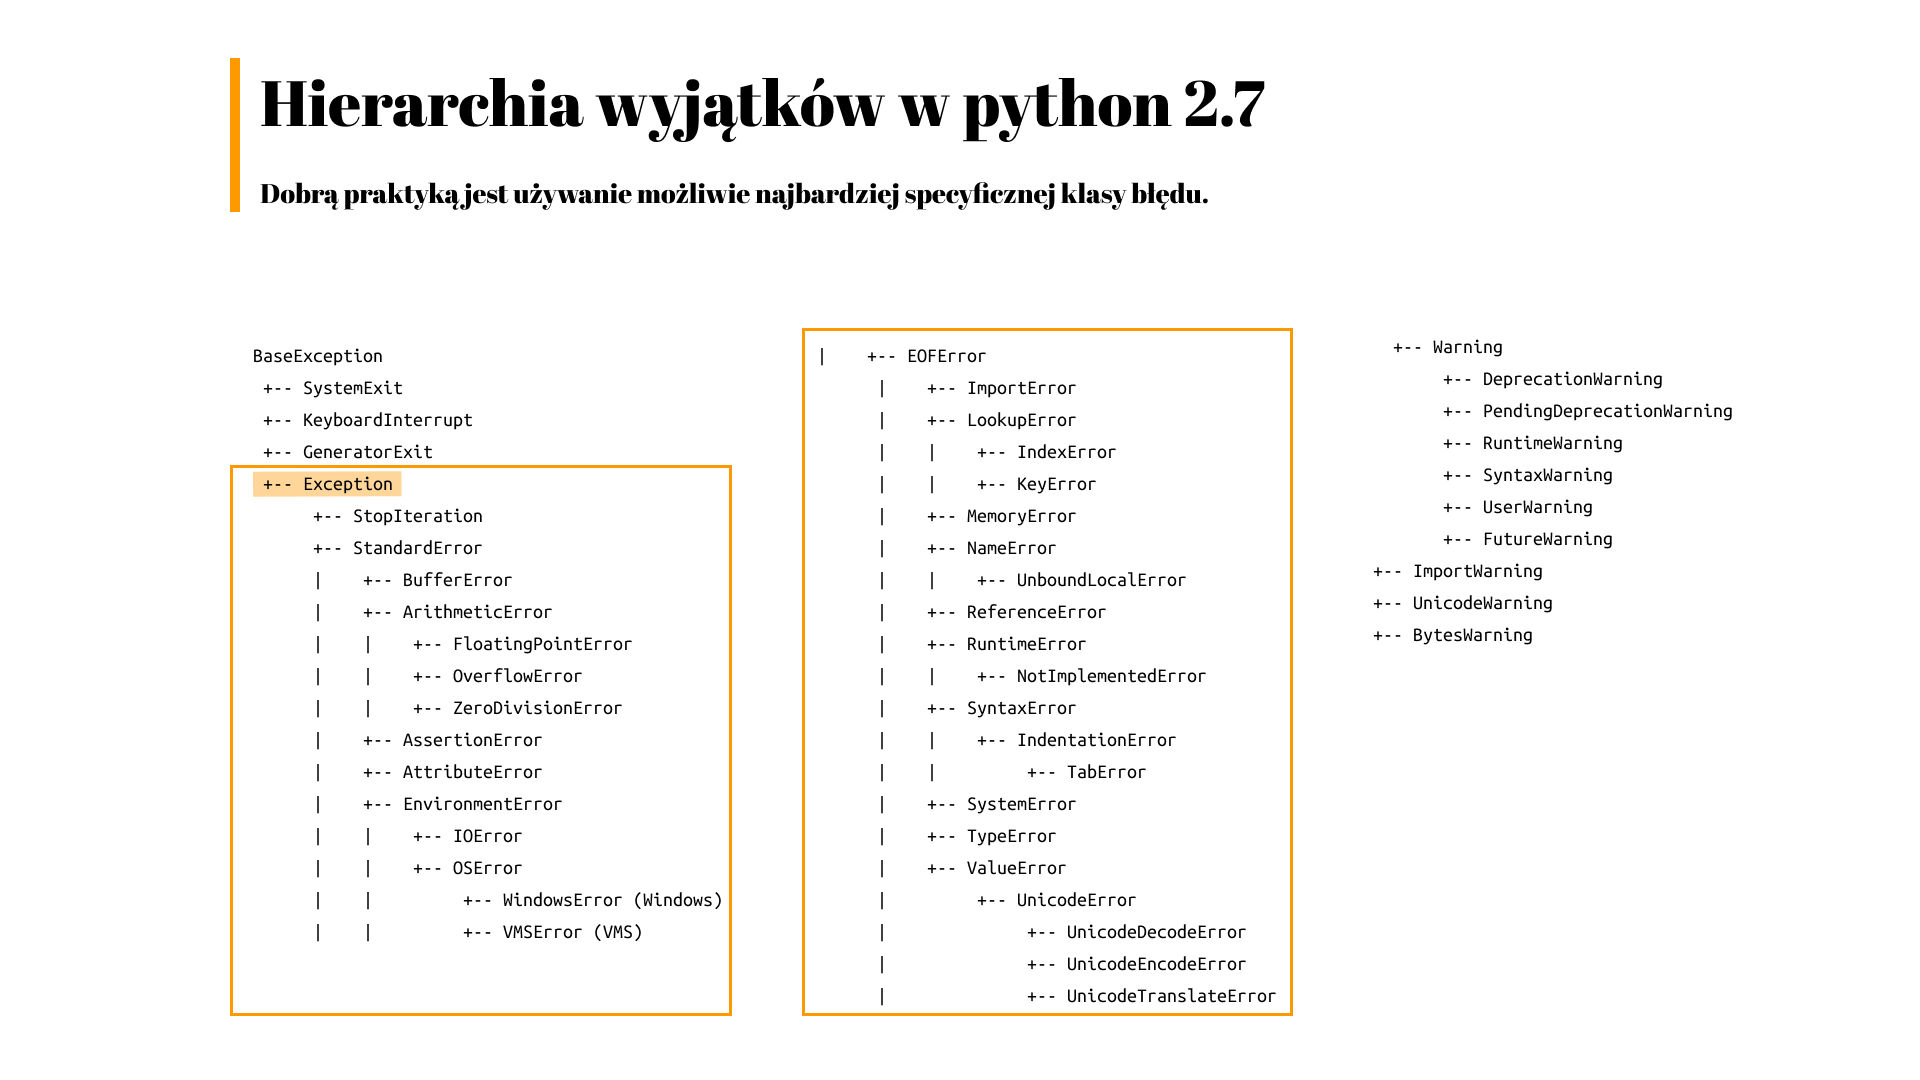 Hierarchia wyjątków w python 2.7
Dobrą praktyką jest używanie możliwie najbardziej specyficznej klasy błędu.
BaseException
 +-- SystemExit
 +-- KeyboardInterrupt
 +-- GeneratorExit
 +-- Exception
      +-- StopIteration
      +-- StandardError
      |    +-- BufferError
      |    +-- ArithmeticError
      |    |    +-- FloatingPointError
      |    |    +-- OverflowError
      |    |    +-- ZeroDivisionError
      |    +-- AssertionError
      |    +-- AttributeError
      |    +-- EnvironmentError
      |    |    +-- IOError
      |    |    +-- OSError
      |    |         +-- WindowsError (Windows)
      |    |         +-- VMSError (VMS)
|    +-- EOFError
      |    +-- ImportError
      |    +-- LookupError
      |    |    +-- IndexError
      |    |    +-- KeyError
      |    +-- MemoryError
      |    +-- NameError
      |    |    +-- UnboundLocalError
      |    +-- ReferenceError
      |    +-- RuntimeError
      |    |    +-- NotImplementedError
      |    +-- SyntaxError
      |    |    +-- IndentationError
      |    |         +-- TabError
      |    +-- SystemError
      |    +-- TypeError
      |    +-- ValueError
      |         +-- UnicodeError
      |              +-- UnicodeDecodeError
      |              +-- UnicodeEncodeError
      |              +-- UnicodeTranslateError
  +-- Warning
       +-- DeprecationWarning
       +-- PendingDeprecationWarning
       +-- RuntimeWarning
       +-- SyntaxWarning
       +-- UserWarning
       +-- FutureWarning
+-- ImportWarning
+-- UnicodeWarning
+-- BytesWarning